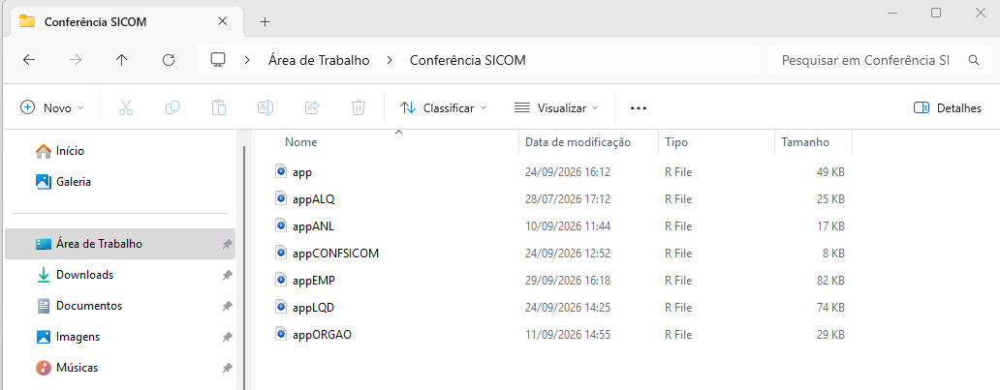 Conferência SICOM
Área de Trabalho > Conferência SICOM
Pesquisar em Conferência SI
Novo
Classificar
Visualizar
Detalhes
Início
Galeria
Área de Trabalho
Downloads
Documentos
Imagens
Músicas
Nome Data de modificação Tipo Tamanho
app 24/09/2026 16:12 R File 49 KB
appALQ 28/07/2026 17:12 R File 25 KB
appANL 10/09/2026 11:44 R File 17 KB
appCONFSICOM 24/09/2026 12:52 R File 8 KB
appEMP 29/09/2026 16:18 R File 82 KB
appLQD 24/09/2026 14:25 R File 74 KB
appORGAO 11/09/2026 14:55 R File 29 KB